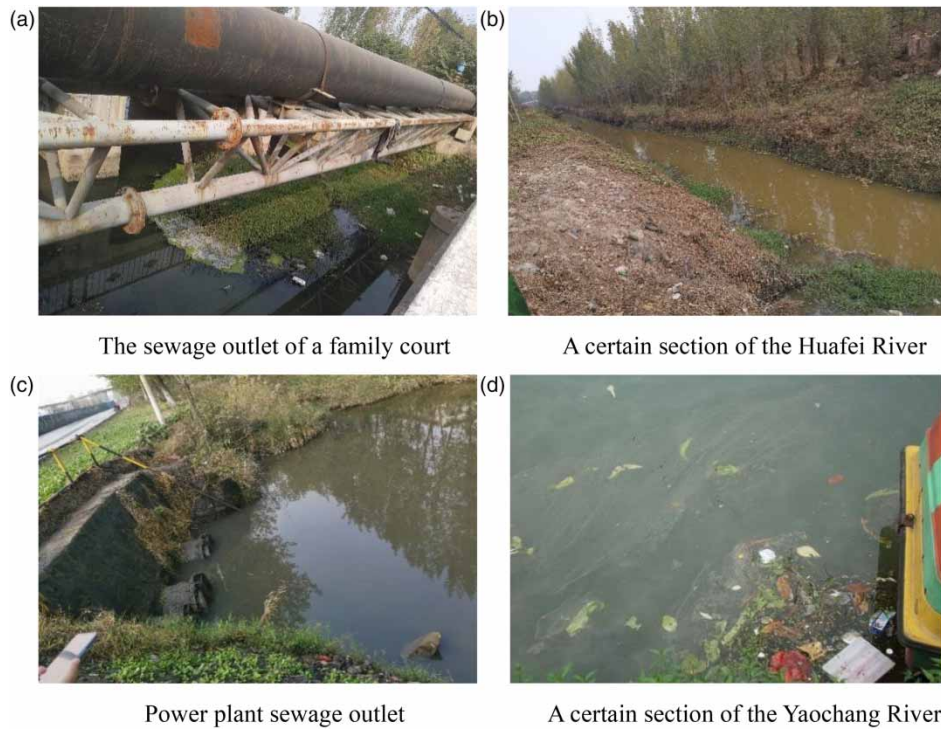 (a)
(b)
The sewage outlet of a family court
A certain section of the Huafei River
(c)
(d)
Power plant sewage outlet
A certain section of the Yaochang River